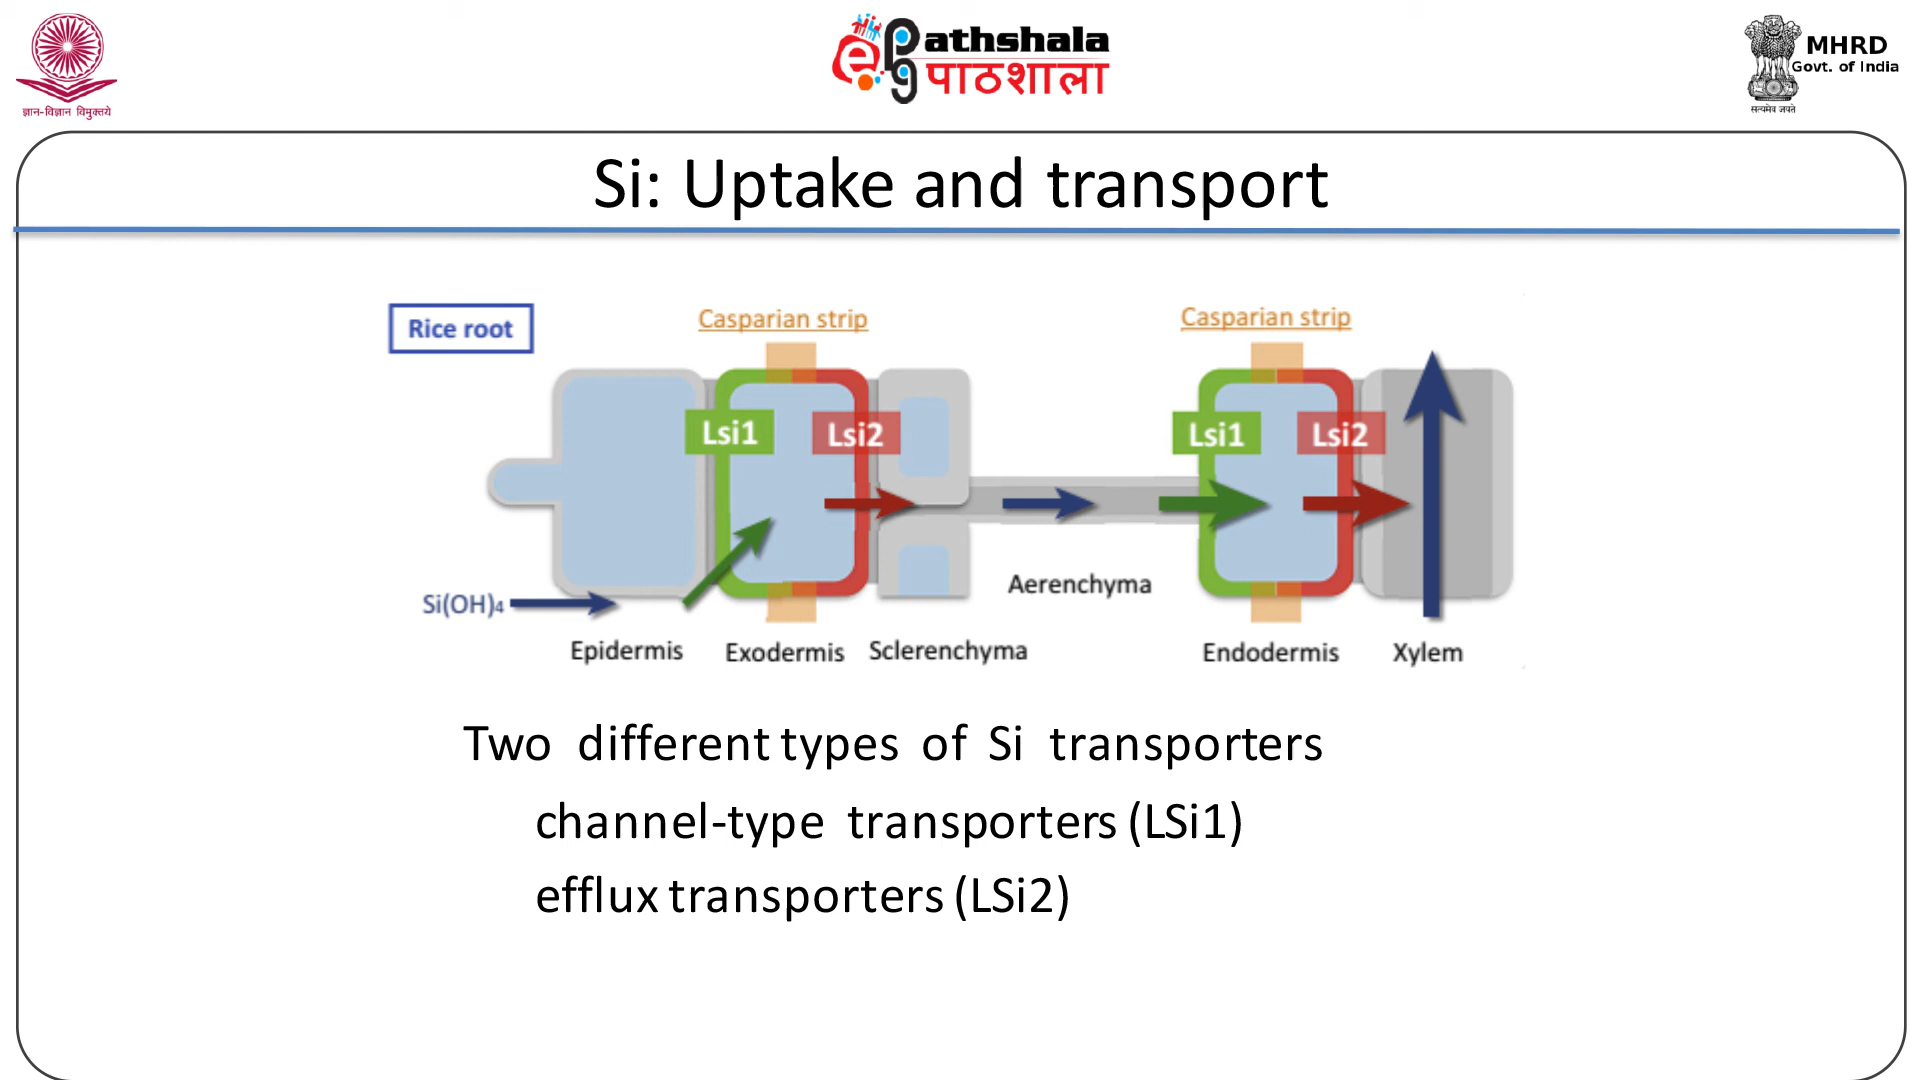 ज्ञान-विज्ञान विमुक्तये
ePG Pathshala
पाठशाला
MHRD
Govt. of India
सत्यमेव जयते
Si: Uptake and transport
Rice root
Casparian strip
Casparian strip
Lsi1
Lsi2
Lsi1
Lsi2
Si(OH)₄
Aerenchyma
Epidermis
Exodermis
Sclerenchyma
Endodermis
Xylem
Two different types of Si transporters
channel-type transporters (LSi1)
efflux transporters (LSi2)